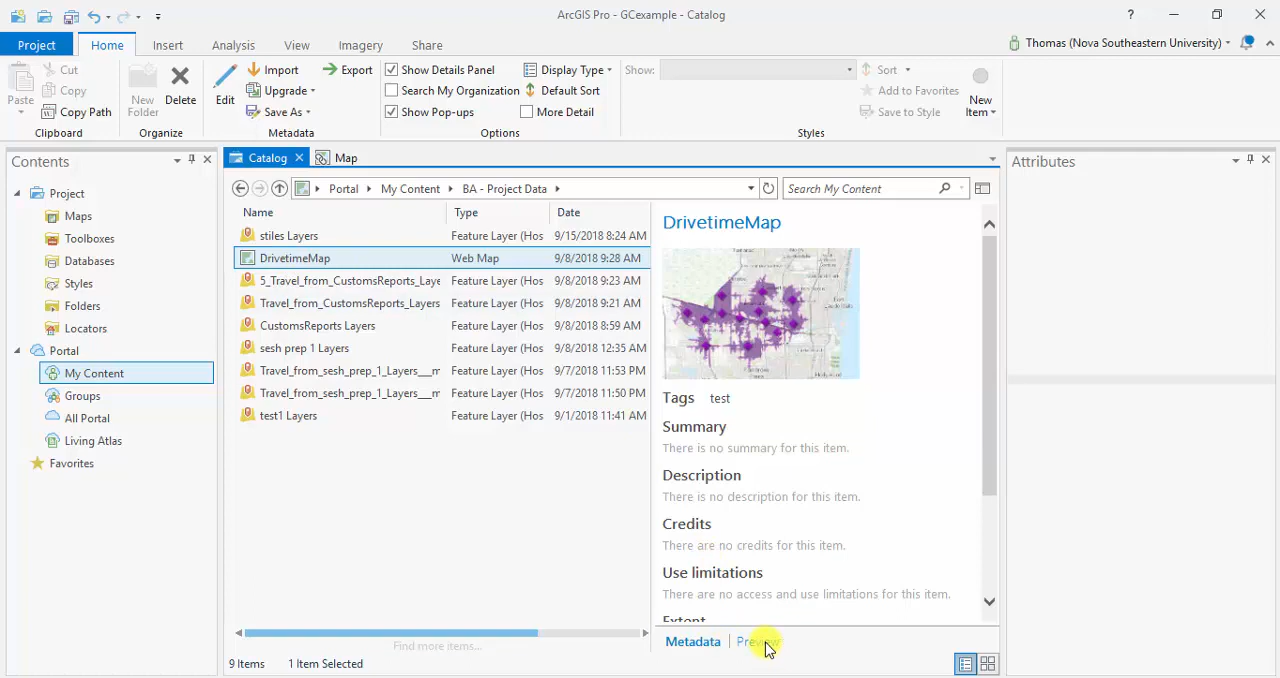 ArcGIS Pro - GCexample - Catalog
Project Home Insert Analysis View Imagery Share
Thomas (Nova Southeastern University)
Paste Cut Copy Copy Path
Clipboard
New Folder Delete
Organize
Edit Import Upgrade Save As Export
Metadata
Show Details Panel Search My Organization Show Pop-ups
Display Type Default Sort More Detail
Options
Show: Sort Add to Favorites Save to Style New Item
Styles
Contents
Project
Maps
Toolboxes
Databases
Styles
Folders
Locators
Portal
My Content
Groups
All Portal
Living Atlas
Favorites
Catalog Map
Portal My Content BA - Project Data
Search My Content
Name Type Date
stiles Layers Feature Layer (Hos 9/15/2018 8:24 AM
DrivetimeMap Web Map 9/8/2018 9:28 AM
5_Travel_from_CustomsReports_Laye Feature Layer (Hos 9/8/2018 9:23 AM
Travel_from_CustomsReports_Layers Feature Layer (Hos 9/8/2018 9:21 AM
CustomsReports Layers Feature Layer (Hos 9/8/2018 8:59 AM
sesh prep 1 Layers Feature Layer (Hos 9/8/2018 12:35 AM
Travel_from_sesh_prep_1_Layers___m Feature Layer (Hos 9/7/2018 11:53 PM
Travel_from_sesh_prep_1_Layers___m Feature Layer (Hos 9/7/2018 11:50 PM
test1 Layers Feature Layer (Hos 9/1/2018 11:41 AM
Find more items...
9 Items 1 Item Selected
DrivetimeMap
Tags test
Summary
There is no summary for this item.
Description
There is no description for this item.
Credits
There are no credits for this item.
Use limitations
There are no access and use limitations for this item.
Extent
Metadata Preview
Attributes